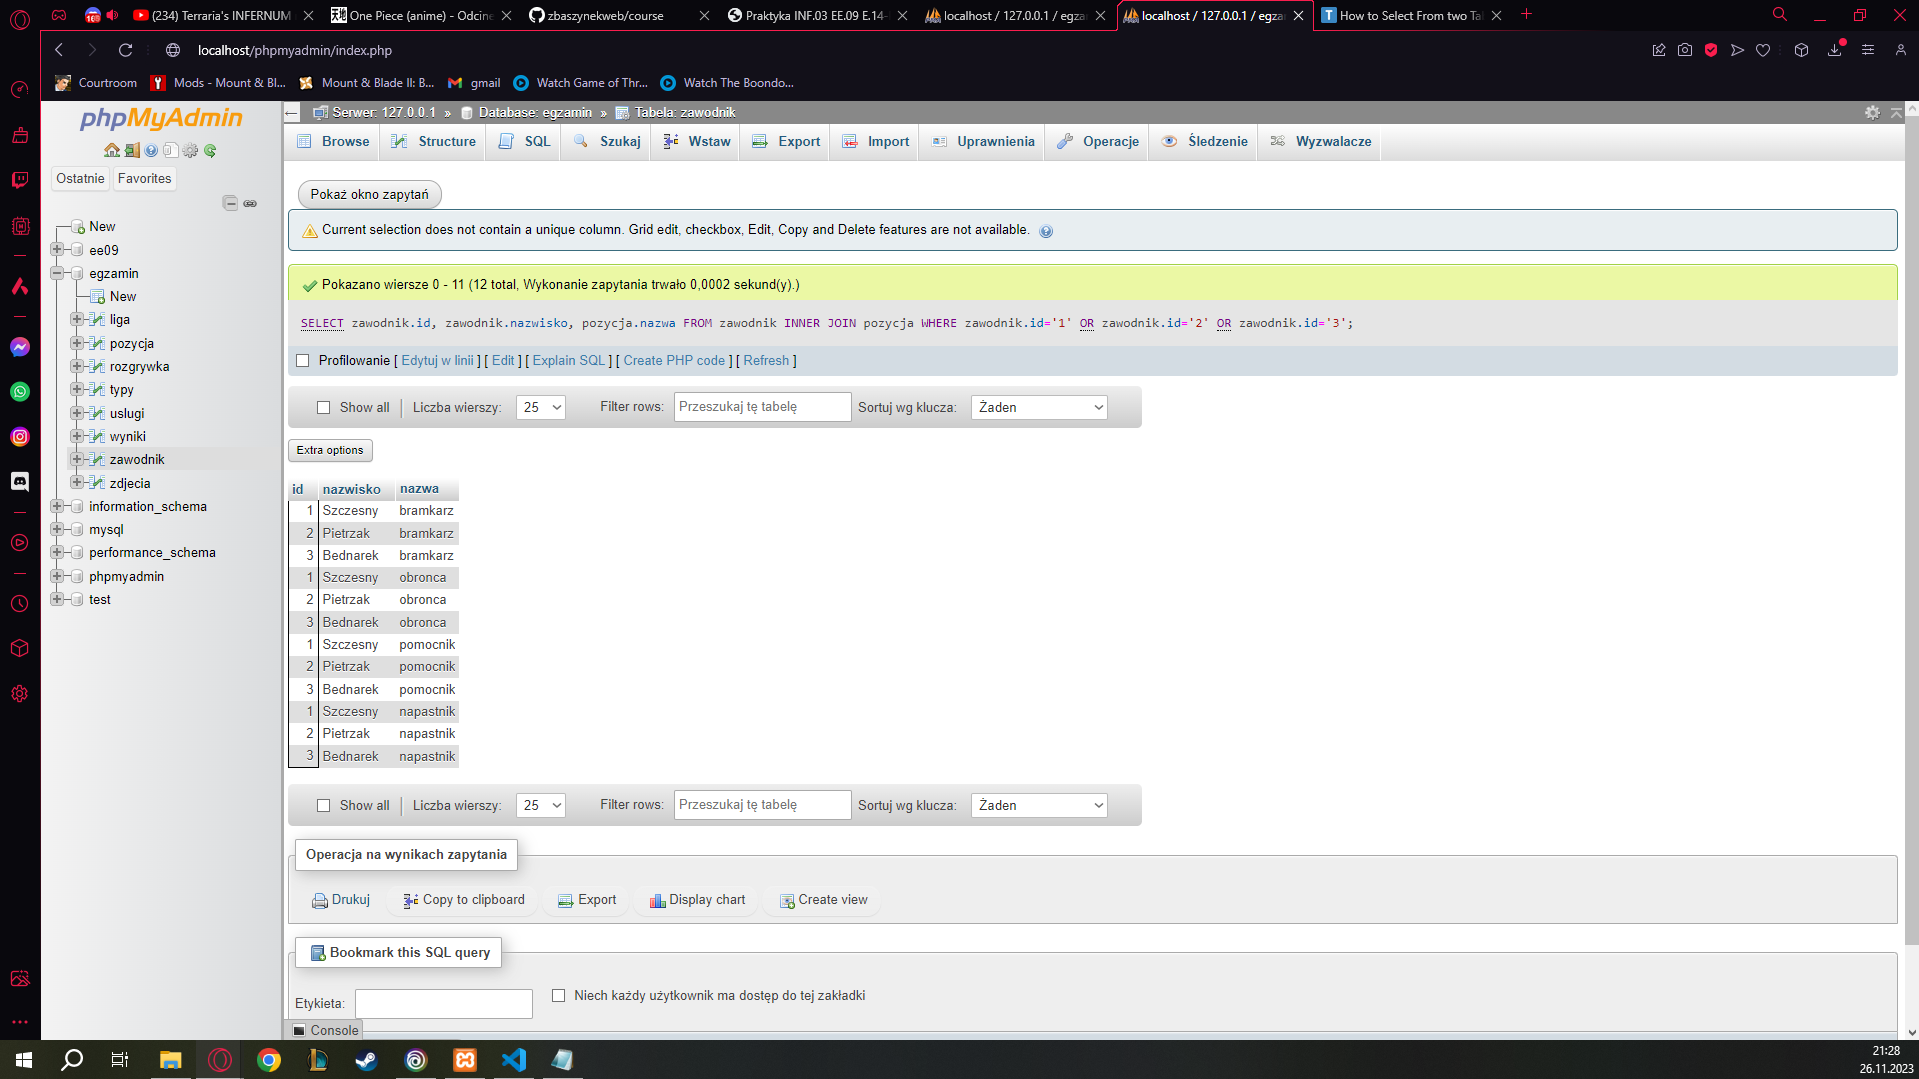 (234) Terraria's INFERNUM
One Piece (anime) - Odcine
zbaszynekweb/course
Praktyka INF.03 EE.09 E.14-
localhost / 127.0.0.1 / egza
localhost / 127.0.0.1 / egza
How to Select From two Ta
localhost/phpmyadmin/index.php
Courtroom
Mods - Mount & Bl...
Mount & Blade II: B...
gmail
Watch Game of Thr...
Watch The Boondo...
phpMyAdmin
Ostatnie
Favorites
New
ee09
egzamin
New
liga
pozycja
rozgrywka
typy
uslugi
wyniki
zawodnik
zdjecia
information_schema
mysql
performance_schema
phpmyadmin
test
Serwer: 127.0.0.1 » Database: egzamin » Tabela: zawodnik
Browse
Structure
SQL
Szukaj
Wstaw
Export
Import
Uprawnienia
Operacje
Śledzenie
Wyzwalacze
Pokaż okno zapytań
Current selection does not contain a unique column. Grid edit, checkbox, Edit, Copy and Delete features are not available.
Pokazano wiersze 0 - 11 (12 total, Wykonanie zapytania trwało 0,0002 sekund(y).)
SELECT zawodnik.id, zawodnik.nazwisko, pozycja.nazwa FROM zawodnik INNER JOIN pozycja WHERE zawodnik.id='1' OR zawodnik.id='2' OR zawodnik.id='3';
Profilowanie [ Edytuj w linii ] [ Edit ] [ Explain SQL ] [ Create PHP code ] [ Refresh ]
Show all | Liczba wierszy: 25 Filter rows: Przeszukaj tę tabelę Sortuj wg klucza: Żaden
Extra options
id nazwisko nazwa
1 Szczesny bramkarz
2 Pietrzak bramkarz
3 Bednarek bramkarz
1 Szczesny obronca
2 Pietrzak obronca
3 Bednarek obronca
1 Szczesny pomocnik
2 Pietrzak pomocnik
3 Bednarek pomocnik
1 Szczesny napastnik
2 Pietrzak napastnik
3 Bednarek napastnik
Show all | Liczba wierszy: 25 Filter rows: Przeszukaj tę tabelę Sortuj wg klucza: Żaden
Operacja na wynikach zapytania
Drukuj
Copy to clipboard
Export
Display chart
Create view
Bookmark this SQL query
Etykieta:
Niech każdy użytkownik ma dostęp do tej zakładki
Console
21:28
26.11.2023